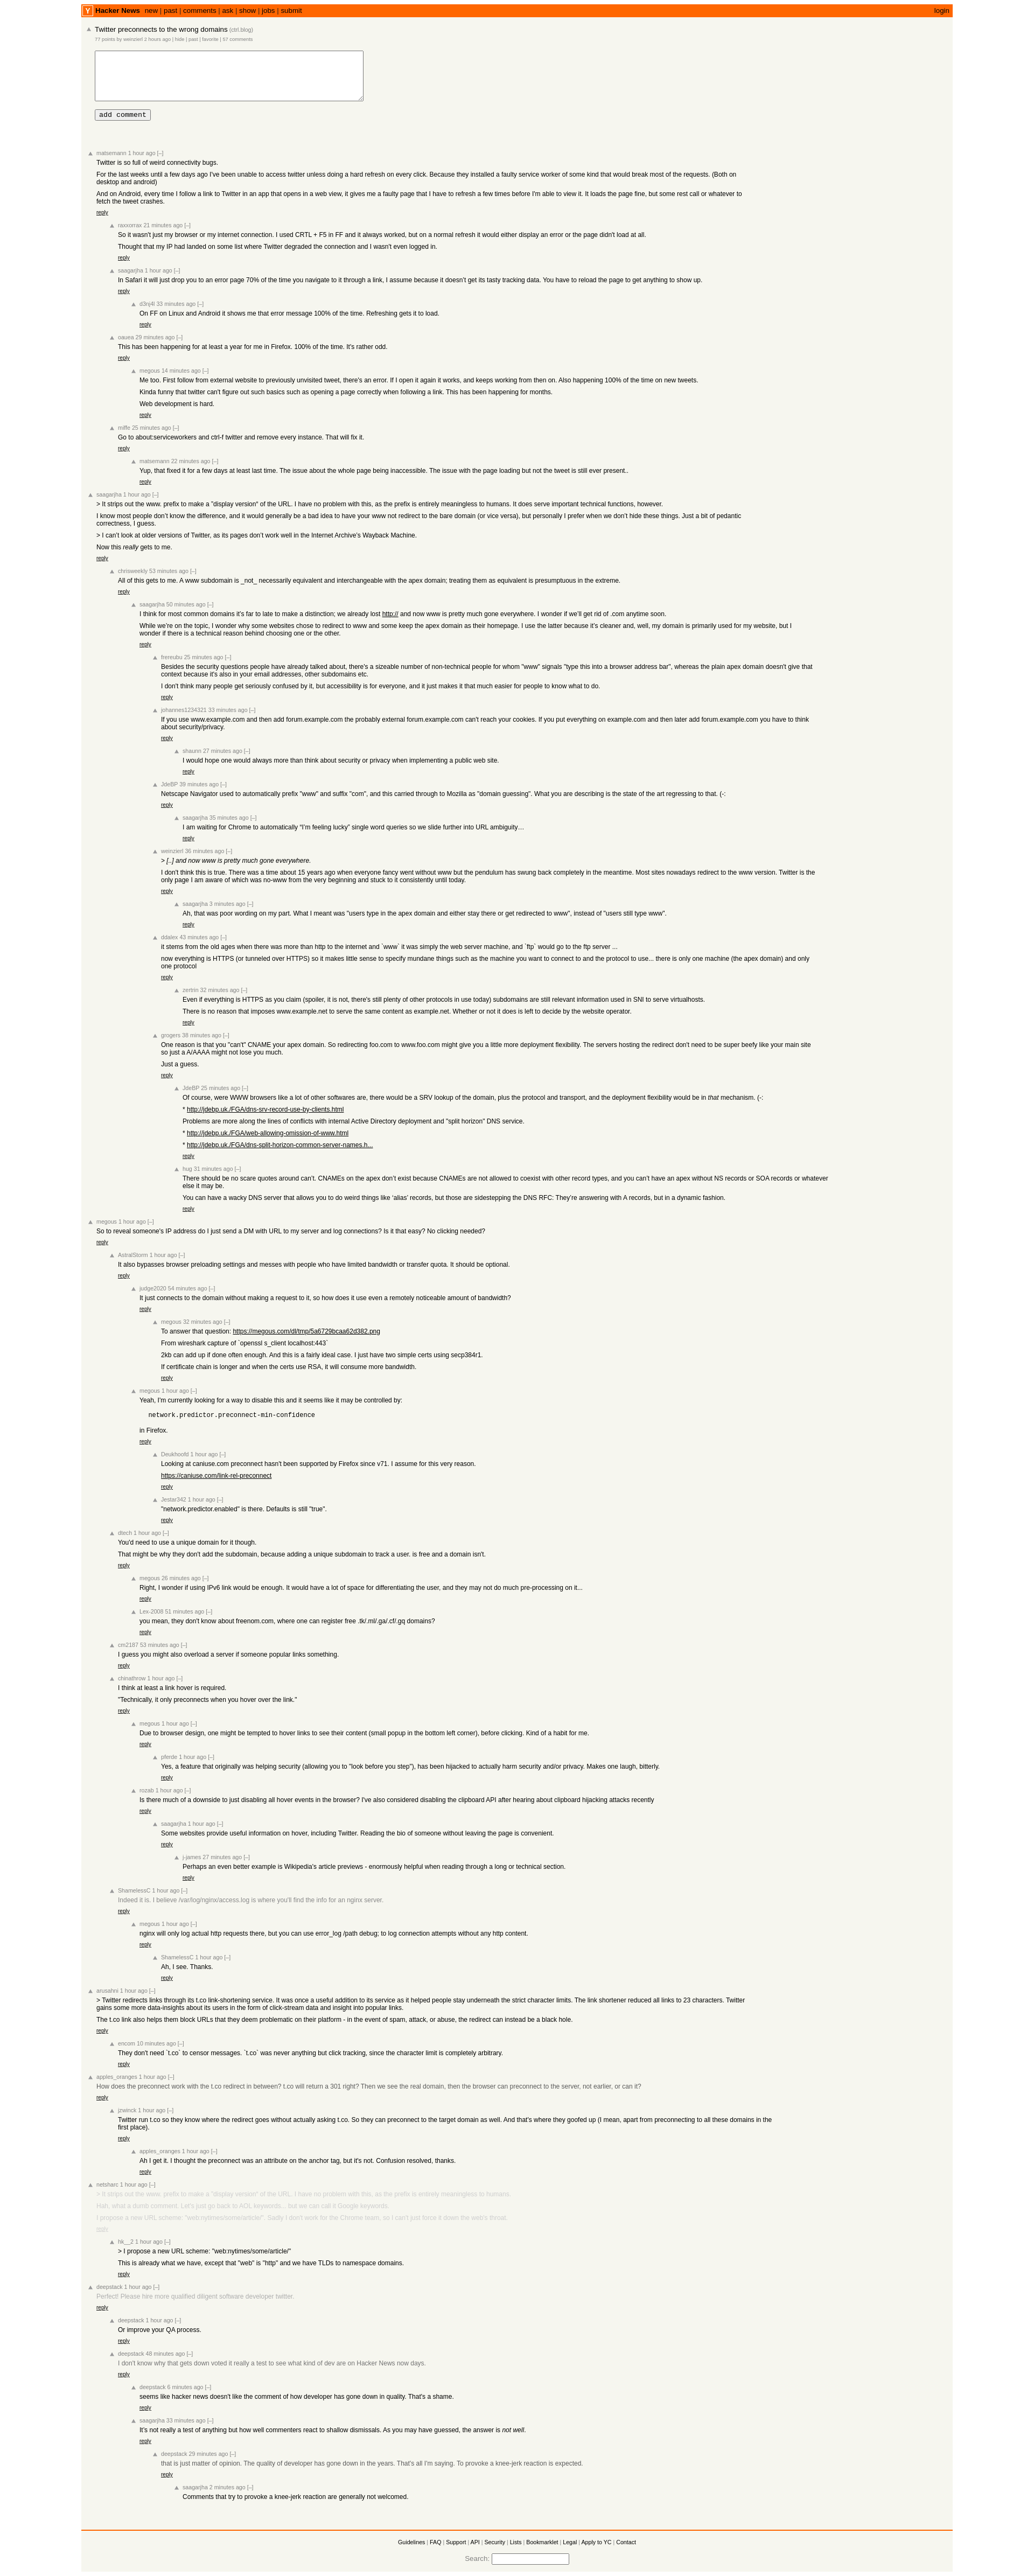 Y Hacker News new | past | comments | ask | show | jobs | submit login
Twitter preconnects to the wrong domains (ctrl.blog)
77 points by weinzierl 2 hours ago | hide | past | favorite | 57 comments
add comment
matsemann 1 hour ago [–]
Twitter is so full of weird connectivity bugs.
For the last weeks until a few days ago I've been unable to access twitter unless doing a hard refresh on every click. Because they installed a faulty service worker of some kind that would break most of the requests. (Both on
desktop and android)
And on Android, every time I follow a link to Twitter in an app that opens in a web view, it gives me a faulty page that I have to refresh a few times before I'm able to view it. It loads the page fine, but some rest call or whatever to
fetch the tweet crashes.
reply
raxxorrax 21 minutes ago [–]
So it wasn't just my browser or my internet connection. I used CRTL + F5 in FF and it always worked, but on a normal refresh it would either display an error or the page didn't load at all.
Thought that my IP had landed on some list where Twitter degraded the connection and I wasn't even logged in.
reply
saagarjha 1 hour ago [–]
In Safari it will just drop you to an error page 70% of the time you navigate to it through a link, I assume because it doesn't get its tasty tracking data. You have to reload the page to get anything to show up.
reply
d3nj4l 33 minutes ago [–]
On FF on Linux and Android it shows me that error message 100% of the time. Refreshing gets it to load.
reply
oauea 29 minutes ago [–]
This has been happening for at least a year for me in Firefox. 100% of the time. It's rather odd.
reply
megous 14 minutes ago [–]
Me too. First follow from external website to previously unvisited tweet, there's an error. If I open it again it works, and keeps working from then on. Also happening 100% of the time on new tweets.
Kinda funny that twitter can't figure out such basics such as opening a page correctly when following a link. This has been happening for months.
Web development is hard.
reply
miffe 25 minutes ago [–]
Go to about:serviceworkers and ctrl-f twitter and remove every instance. That will fix it.
reply
matsemann 22 minutes ago [–]
Yup, that fixed it for a few days at least last time. The issue about the whole page being inaccessible. The issue with the page loading but not the tweet is still ever present..
reply
saagarjha 1 hour ago [–]
> It strips out the www. prefix to make a "display version" of the URL. I have no problem with this, as the prefix is entirely meaningless to humans. It does serve important technical functions, however.
I know most people don't know the difference, and it would generally be a bad idea to have your www not redirect to the bare domain (or vice versa), but personally I prefer when we don't hide these things. Just a bit of pedantic
correctness, I guess.
> I can't look at older versions of Twitter, as its pages don't work well in the Internet Archive's Wayback Machine.
Now this really gets to me.
reply
chrisweekly 53 minutes ago [–]
All of this gets to me. A www subdomain is _not_ necessarily equivalent and interchangeable with the apex domain; treating them as equivalent is presumptuous in the extreme.
reply
saagarjha 50 minutes ago [–]
I think for most common domains it's far to late to make a distinction; we already lost http:// and now www is pretty much gone everywhere. I wonder if we'll get rid of .com anytime soon.
While we're on the topic, I wonder why some websites chose to redirect to www and some keep the apex domain as their homepage. I use the latter because it's cleaner and, well, my domain is primarily used for my website, but I
wonder if there is a technical reason behind choosing one or the other.
reply
frereubu 25 minutes ago [–]
Besides the security questions people have already talked about, there's a sizeable number of non-technical people for whom "www" signals "type this into a browser address bar", whereas the plain apex domain doesn't give that
context because it's also in your email addresses, other subdomains etc.
I don't think many people get seriously confused by it, but accessibility is for everyone, and it just makes it that much easier for people to know what to do.
reply
johannes1234321 33 minutes ago [–]
If you use www.example.com and then add forum.example.com the probably external forum.example.com can't reach your cookies. If you put everything on example.com and then later add forum.example.com you have to think
about security/privacy.
reply
shaunn 27 minutes ago [–]
I would hope one would always more than think about security or privacy when implementing a public web site.
reply
JdeBP 39 minutes ago [–]
Netscape Navigator used to automatically prefix "www" and suffix "com", and this carried through to Mozilla as "domain guessing". What you are describing is the state of the art regressing to that. (-:
reply
saagarjha 35 minutes ago [–]
I am waiting for Chrome to automatically "I'm feeling lucky" single word queries so we slide further into URL ambiguity…
reply
weinzierl 36 minutes ago [–]
> [..] and now www is pretty much gone everywhere.
I don't think this is true. There was a time about 15 years ago when everyone fancy went without www but the pendulum has swung back completely in the meantime. Most sites nowadays redirect to the www version. Twitter is the
only page I am aware of which was no-www from the very beginning and stuck to it consistently until today.
reply
saagarjha 3 minutes ago [–]
Ah, that was poor wording on my part. What I meant was "users type in the apex domain and either stay there or get redirected to www", instead of "users still type www".
reply
ddalex 43 minutes ago [–]
it stems from the old ages when there was more than http to the internet and `www` it was simply the web server machine, and `ftp` would go to the ftp server ...
now everything is HTTPS (or tunneled over HTTPS) so it makes little sense to specify mundane things such as the machine you want to connect to and the protocol to use... there is only one machine (the apex domain) and only
one protocol
reply
zertrin 32 minutes ago [–]
Even if everything is HTTPS as you claim (spoiler, it is not, there's still plenty of other protocols in use today) subdomains are still relevant information used in SNI to serve virtualhosts.
There is no reason that imposes www.example.net to serve the same content as example.net. Whether or not it does is left to decide by the website operator.
reply
grogers 38 minutes ago [–]
One reason is that you "can't" CNAME your apex domain. So redirecting foo.com to www.foo.com might give you a little more deployment flexibility. The servers hosting the redirect don't need to be super beefy like your main site
so just a A/AAAA might not lose you much.
Just a guess.
reply
JdeBP 25 minutes ago [–]
Of course, were WWW browsers like a lot of other softwares are, there would be a SRV lookup of the domain, plus the protocol and transport, and the deployment flexibility would be in that mechanism. (-:
* http://jdebp.uk./FGA/dns-srv-record-use-by-clients.html
Problems are more along the lines of conflicts with internal Active Directory deployment and "split horizon" DNS service.
* http://jdebp.uk./FGA/web-allowing-omission-of-www.html
* http://jdebp.uk./FGA/dns-split-horizon-common-server-names.h...
reply
hug 31 minutes ago [–]
There should be no scare quotes around can't. CNAMEs on the apex don't exist because CNAMEs are not allowed to coexist with other record types, and you can't have an apex without NS records or SOA records or whatever
else it may be.
You can have a wacky DNS server that allows you to do weird things like 'alias' records, but those are sidestepping the DNS RFC: They're answering with A records, but in a dynamic fashion.
reply
megous 1 hour ago [–]
So to reveal someone's IP address do I just send a DM with URL to my server and log connections? Is it that easy? No clicking needed?
reply
AstralStorm 1 hour ago [–]
It also bypasses browser preloading settings and messes with people who have limited bandwidth or transfer quota. It should be optional.
reply
judge2020 54 minutes ago [–]
It just connects to the domain without making a request to it, so how does it use even a remotely noticeable amount of bandwidth?
reply
megous 32 minutes ago [–]
To answer that question: https://megous.com/dl/tmp/5a6729bcaa62d382.png
From wireshark capture of `openssl s_client localhost:443`
2kb can add up if done often enough. And this is a fairly ideal case. I just have two simple certs using secp384r1.
If certificate chain is longer and when the certs use RSA, it will consume more bandwidth.
reply
megous 1 hour ago [–]
Yeah, I'm currently looking for a way to disable this and it seems like it may be controlled by:
network.predictor.preconnect-min-confidence
in Firefox.
reply
Deukhoofd 1 hour ago [–]
Looking at caniuse.com preconnect hasn't been supported by Firefox since v71. I assume for this very reason.
https://caniuse.com/link-rel-preconnect
reply
Jestar342 1 hour ago [–]
"network.predictor.enabled" is there. Defaults is still "true".
reply
dtech 1 hour ago [–]
You'd need to use a unique domain for it though.
That might be why they don't add the subdomain, because adding a unique subdomain to track a user. is free and a domain isn't.
reply
megous 26 minutes ago [–]
Right, I wonder if using IPv6 link would be enough. It would have a lot of space for differentiating the user, and they may not do much pre-processing on it...
reply
Lex-2008 51 minutes ago [–]
you mean, they don't know about freenom.com, where one can register free .tk/.ml/.ga/.cf/.gq domains?
reply
cm2187 53 minutes ago [–]
I guess you might also overload a server if someone popular links something.
reply
chinathrow 1 hour ago [–]
I think at least a link hover is required.
"Technically, it only preconnects when you hover over the link."
reply
megous 1 hour ago [–]
Due to browser design, one might be tempted to hover links to see their content (small popup in the bottom left corner), before clicking. Kind of a habit for me.
reply
pferde 1 hour ago [–]
Yes, a feature that originally was helping security (allowing you to "look before you step"), has been hijacked to actually harm security and/or privacy. Makes one laugh, bitterly.
reply
rozab 1 hour ago [–]
Is there much of a downside to just disabling all hover events in the browser? I've also considered disabling the clipboard API after hearing about clipboard hijacking attacks recently
reply
saagarjha 1 hour ago [–]
Some websites provide useful information on hover, including Twitter. Reading the bio of someone without leaving the page is convenient.
reply
j-james 27 minutes ago [–]
Perhaps an even better example is Wikipedia's article previews - enormously helpful when reading through a long or technical section.
reply
ShamelessC 1 hour ago [–]
Indeed it is. I believe /var/log/nginx/access.log is where you'll find the info for an nginx server.
reply
megous 1 hour ago [–]
nginx will only log actual http requests there, but you can use error_log /path debug; to log connection attempts without any http content.
reply
ShamelessC 1 hour ago [–]
Ah, I see. Thanks.
reply
arusahni 1 hour ago [–]
> Twitter redirects links through its t.co link-shortening service. It was once a useful addition to its service as it helped people stay underneath the strict character limits. The link shortener reduced all links to 23 characters. Twitter
gains some more data-insights about its users in the form of click-stream data and insight into popular links.
The t.co link also helps them block URLs that they deem problematic on their platform - in the event of spam, attack, or abuse, the redirect can instead be a black hole.
reply
encom 10 minutes ago [–]
They don't need `t.co` to censor messages. `t.co` was never anything but click tracking, since the character limit is completely arbitrary.
reply
apples_oranges 1 hour ago [–]
How does the preconnect work with the t.co redirect in between? t.co will return a 301 right? Then we see the real domain, then the browser can preconnect to the server, not earlier, or can it?
reply
jzwinck 1 hour ago [–]
Twitter run t.co so they know where the redirect goes without actually asking t.co. So they can preconnect to the target domain as well. And that's where they goofed up (I mean, apart from preconnecting to all these domains in the
first place).
reply
apples_oranges 1 hour ago [–]
Ah I get it. I thought the preconnect was an attribute on the anchor tag, but it's not. Confusion resolved, thanks.
reply
netsharc 1 hour ago [–]
> It strips out the www. prefix to make a "display version" of the URL. I have no problem with this, as the prefix is entirely meaningless to humans.
Nah, what a dumb comment. Let's just go back to AOL keywords... but we can call it Google keywords.
I propose a new URL scheme: "web:nytimes/some/article/". Sadly I don't work for the Chrome team, so I can't just force it down the web's throat.
reply
hk__2 1 hour ago [–]
> I propose a new URL scheme: "web:nytimes/some/article/"
This is already what we have, except that "web" is "http" and we have TLDs to namespace domains.
reply
deepstack 1 hour ago [–]
Perfect! Please hire more qualified diligent software developer twitter.
reply
deepstack 1 hour ago [–]
Or improve your QA process.
reply
deepstack 48 minutes ago [–]
I don't know why that gets down voted it really a test to see what kind of dev are on Hacker News now days.
reply
deepstack 6 minutes ago [–]
seems like hacker news doesn't like the comment of how developer has gone down in quality. That's a shame.
reply
saagarjha 33 minutes ago [–]
It's not really a test of anything but how well commenters react to shallow dismissals. As you may have guessed, the answer is not well.
reply
deepstack 29 minutes ago [–]
that is just matter of opinion. The quality of developer has gone down in the years. That's all I'm saying. To provoke a knee-jerk reaction is expected.
reply
saagarjha 2 minutes ago [–]
Comments that try to provoke a knee-jerk reaction are generally not welcomed.
Guidelines | FAQ | Support | API | Security | Lists | Bookmarklet | Legal | Apply to YC | Contact
Search: